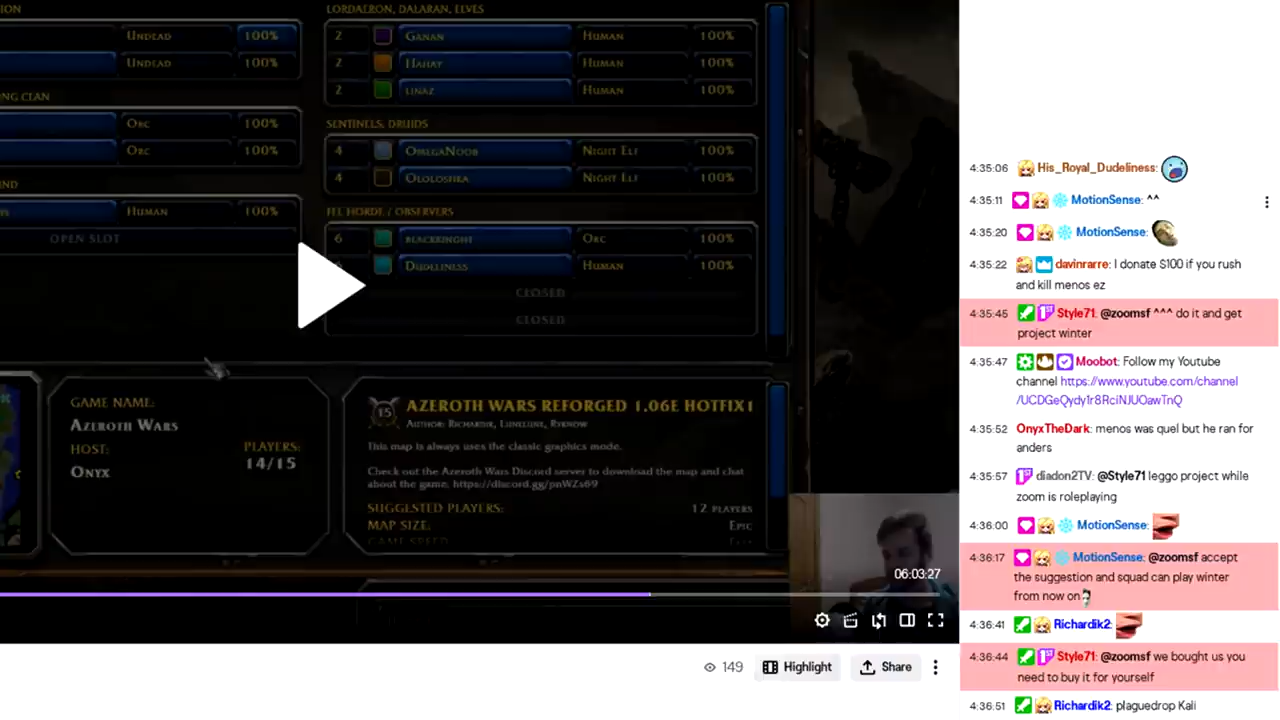 LORDAERON, DALARAN, ELVES
UNDEAD 100%
UNDEAD 100%
2 GANAN HUMAN 100%
2 HAHAY HUMAN 100%
2 LINAZ HUMAN 100%
NG CLAN
ORC 100%
ORC 100%
SENTINELS, DRUIDS
4 OMEGANOOB NIGHT ELF 100%
4 OLOLOSHKA NIGHT ELF 100%
HUMAN 100%
OPEN SLOT
FEL HORDE / OBSERVERS
6 BLACKKINGHT ORC 100%
DUDELINESS HUMAN 100%
CLOSED
CLOSED
GAME NAME:
AZEROTH WARS
HOST:
ONYX
PLAYERS:
14/15
15
AZEROTH WARS REFORGED 1.06E HOTFIX1
AUTHOR: RICHARDIK, LUNELUNE, RYKNOW
This map is always uses the classic graphics mode.
Check out the Azeroth Wars Discord server to download the map and chat
about the game: https://discord.gg/pnWZs69
SUGGESTED PLAYERS: 12 PLAYERS
MAP SIZE: EPIC
GAME SPEED
06:03:27
149 Highlight Share
4:35:06 His_Royal_Dudeliness:
4:35:11 MotionSense: ^^
4:35:20 MotionSense:
4:35:22 davinrarre: I donate $100 if you rush
and kill menos ez
4:35:45 Style71: @zoomsf ^^^ do it and get
project winter
4:35:47 Moobot: Follow my Youtube
channel https://www.youtube.com/channel
/UCDGeQydy1r8RciNJUOawTnQ
4:35:52 OnyxTheDark: menos was quel but he ran for
anders
4:35:57 diadon2TV: @Style71 leggo project while
zoom is roleplaying
4:36:00 MotionSense:
4:36:17 MotionSense: @zoomsf accept
the suggestion and squad can play winter
from now on
4:36:41 Richardik2:
4:36:44 Style71: @zoomsf we bought us you
need to buy it for yourself
4:36:51 Richardik2: plaguedrop Kali